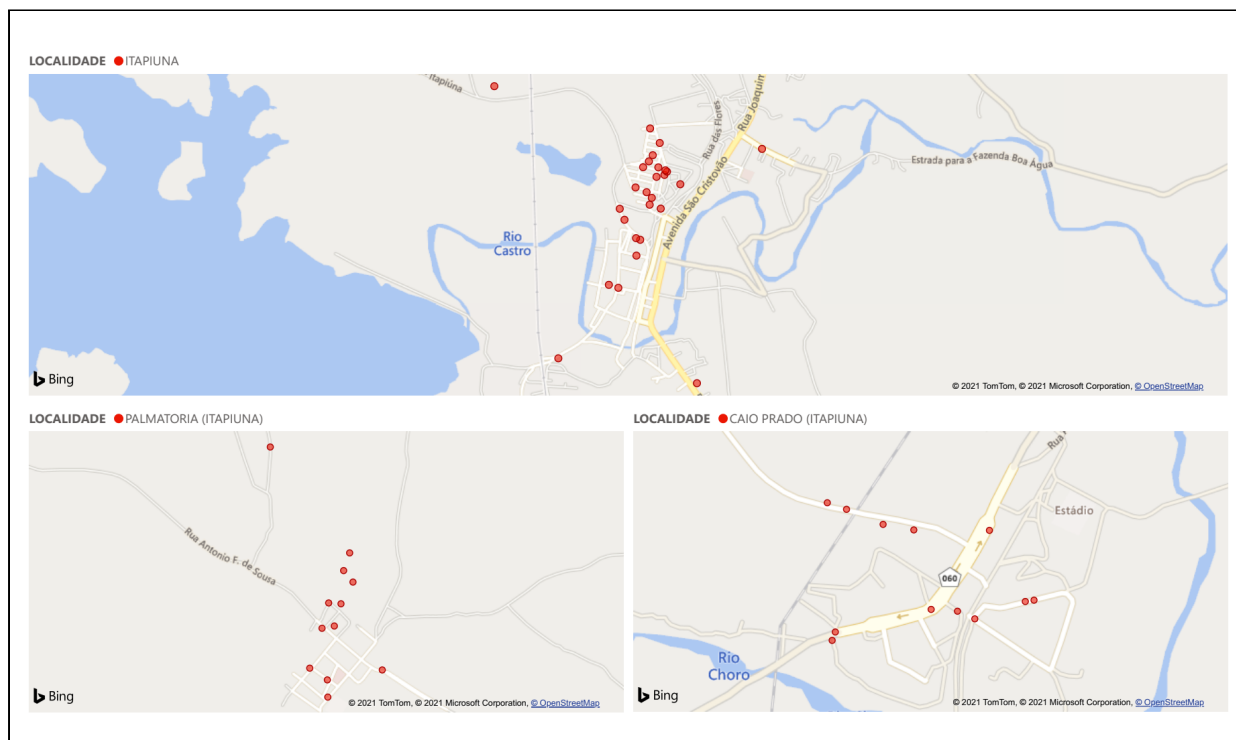 LOCALIDADE ITAPIUNA
Itapiúna
Rua das Flores
Rua Joaquim
Estrada para a Fazenda Boa Água
Avenida São Cristovão
Rio
Castro
Bing
© 2021 TomTom, © 2021 Microsoft Corporation, © OpenStreetMap
LOCALIDADE PALMATORIA (ITAPIUNA)
Rua Antonio F. de Sousa
Bing
© 2021 TomTom, © 2021 Microsoft Corporation, © OpenStreetMap
LOCALIDADE CAIO PRADO (ITAPIUNA)
Rua
Estádio
060
Rio
Choro
Bing
© 2021 TomTom, © 2021 Microsoft Corporation, © OpenStreetMap